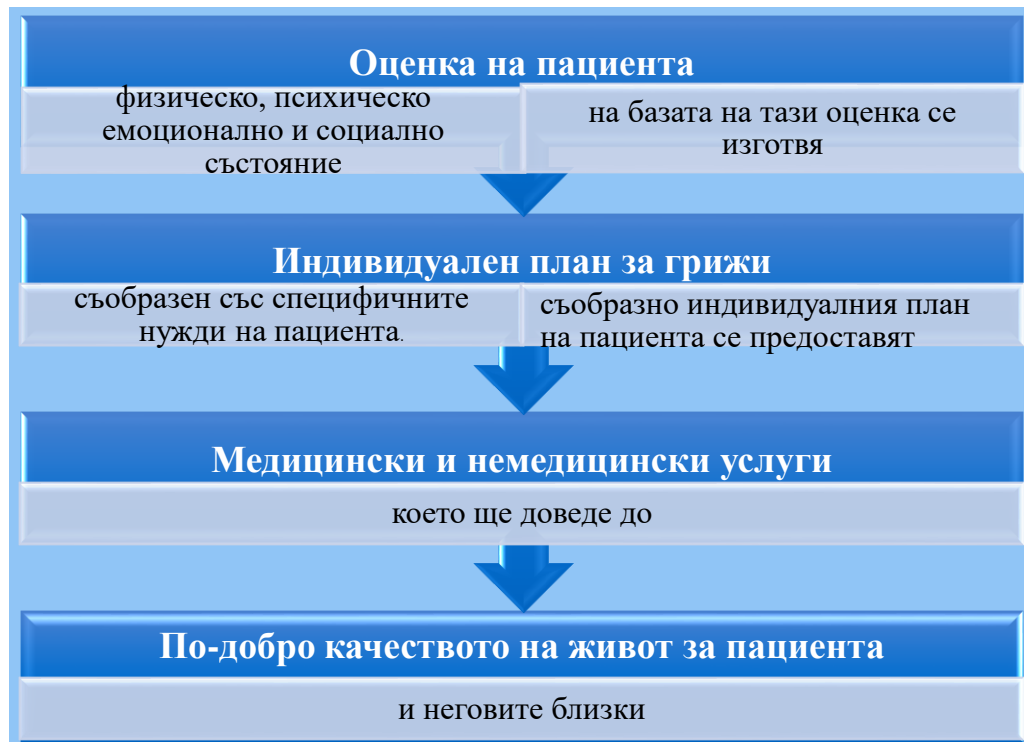 Оценка на пациента
физическо, психическо
емоционално и социално
състояние
на базата на тази оценка се
изготвя
Индивидуален план за грижи
съобразен със специфичните
нужди на пациента.
съобразно индивидуалния план
на пациента се предоставят
Медицински и немедицински услуги
което ще доведе до
По-добро качеството на живот за пациента
и неговите близки